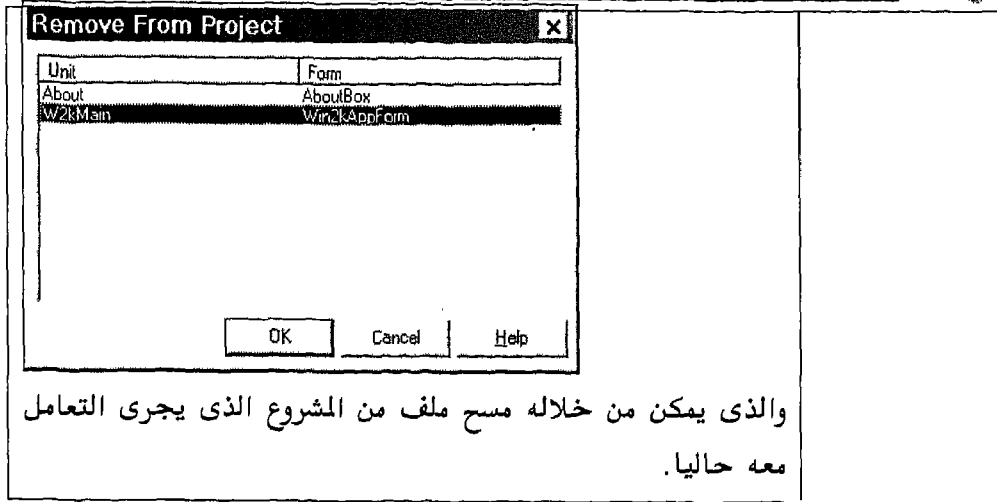 Remove From Project
Unit Form
About AboutBox
W2kMain Win2kAppForm
OK Cancel Help
والذى يمكن من خلاله مسح ملف من المشروع الذى يجرى التعامل
معه حاليا.